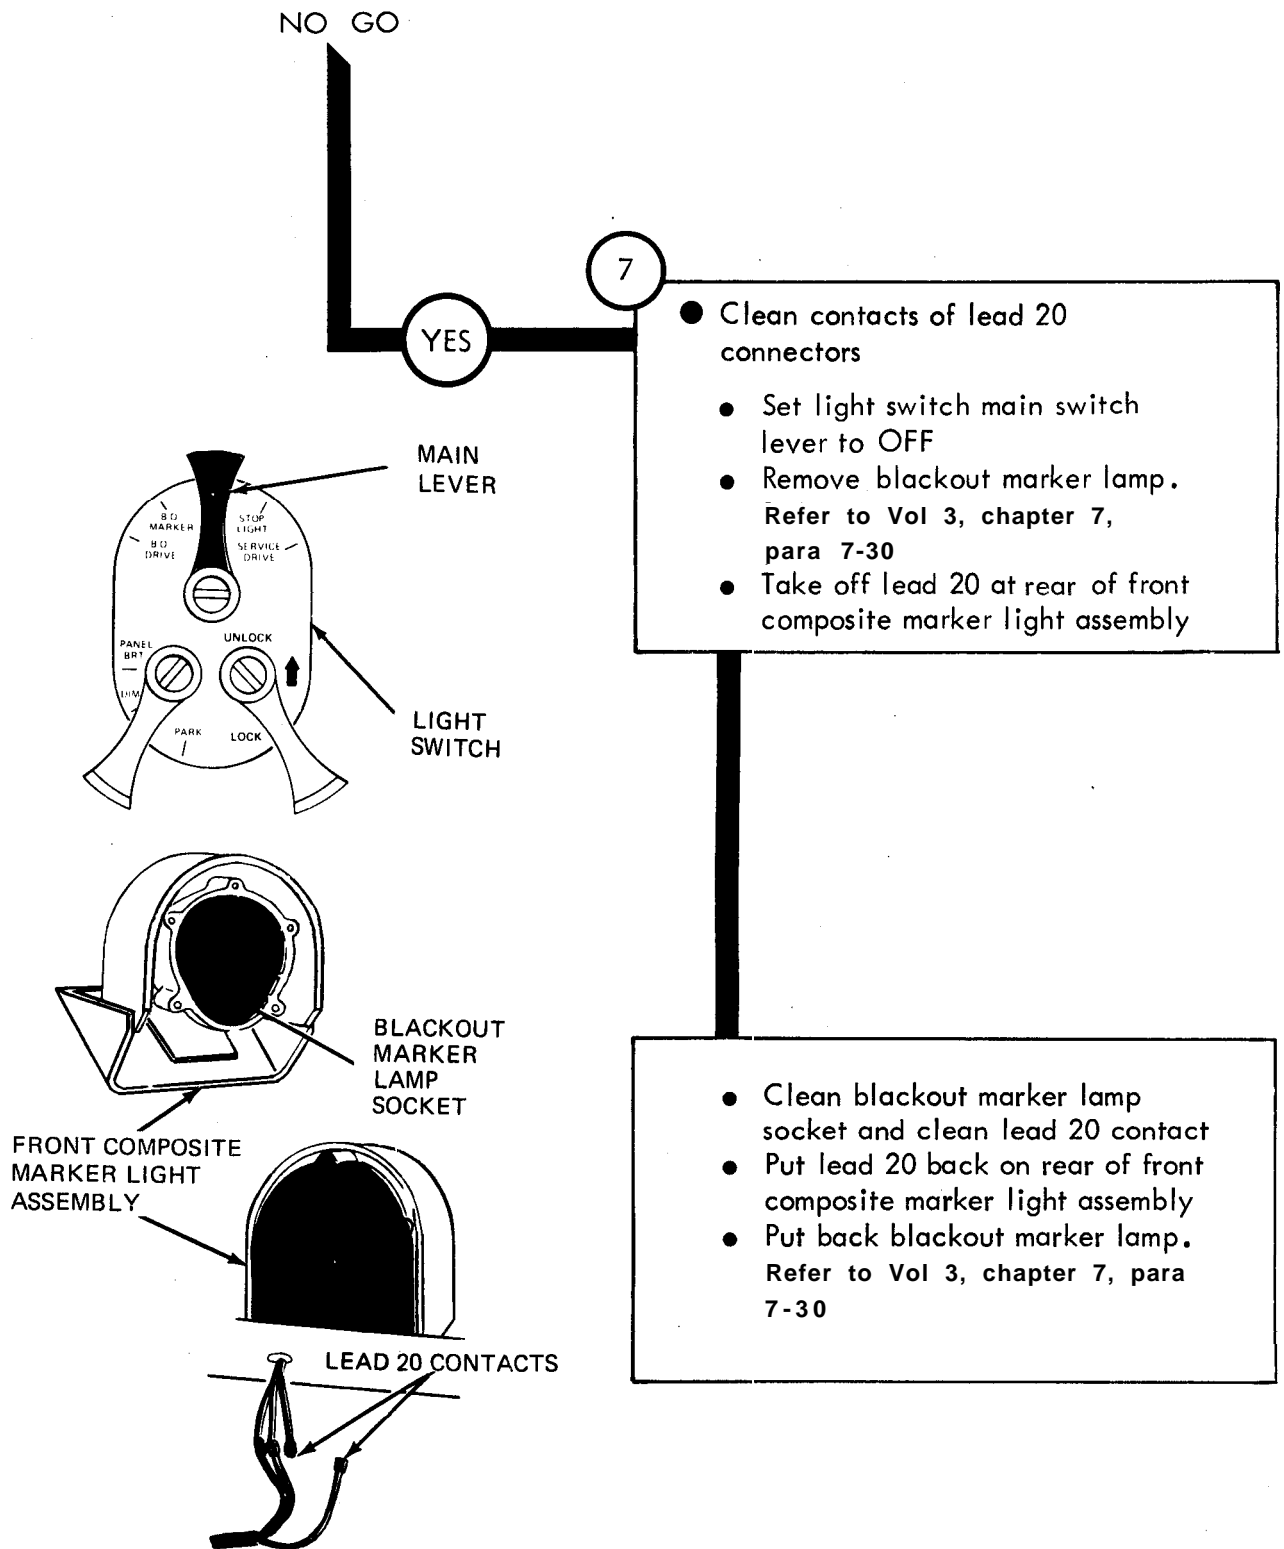 NO GO
YES
7
● Clean contacts of lead 20
connectors
● Set light switch main switch
lever to OFF
● Remove blackout marker lamp.
Refer to Vol 3, chapter 7,
para 7-30
● Take off lead 20 at rear of front
composite marker light assembly
MAIN
LEVER
B.O.
MARKER
B.O.
DRIVE
STOP
LIGHT
SERVICE
DRIVE
PANEL
BRT
UNLOCK
DIM
PARK
LOCK
LIGHT
SWITCH
BLACKOUT
MARKER
LAMP
SOCKET
FRONT COMPOSITE
MARKER LIGHT
ASSEMBLY
LEAD 20 CONTACTS
● Clean blackout marker lamp
socket and clean lead 20 contact
● Put lead 20 back on rear of front
composite marker light assembly
● Put back blackout marker lamp.
Refer to Vol 3, chapter 7, para
7-30